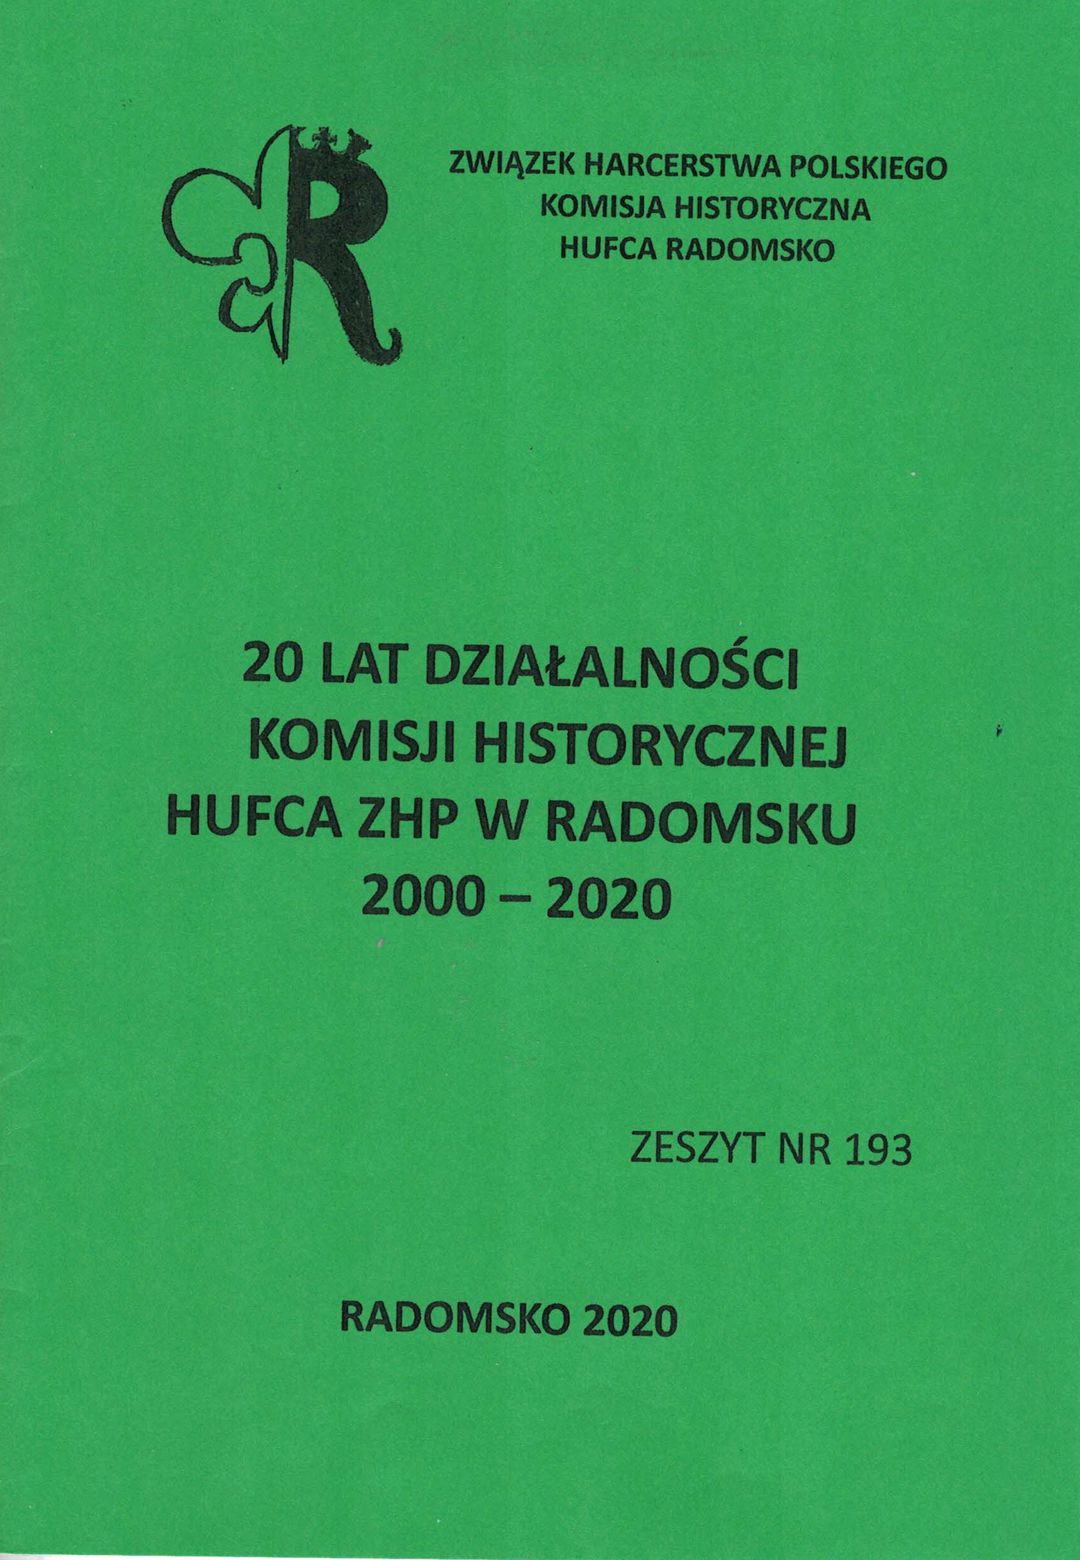 ZWIĄZEK HARCERSTWA POLSKIEGO
KOMISJA HISTORYCZNA
HUFCA RADOMSKO
R
20 LAT DZIAŁALNOŚCI
KOMISJI HISTORYCZNEJ
HUFCA ZHP W RADOMSKU
2000 – 2020
ZESZYT NR 193
RADOMSKO 2020